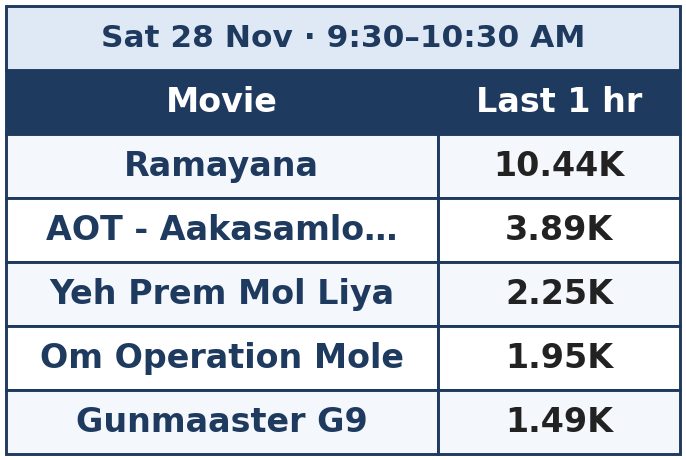 Sat 28 Nov · 9:30–10:30 AM
Movie Last 1 hr
Ramayana 10.44K
AOT - Aakasamlo... 3.89K
Yeh Prem Mol Liya 2.25K
Om Operation Mole 1.95K
Gunmaaster G9 1.49K